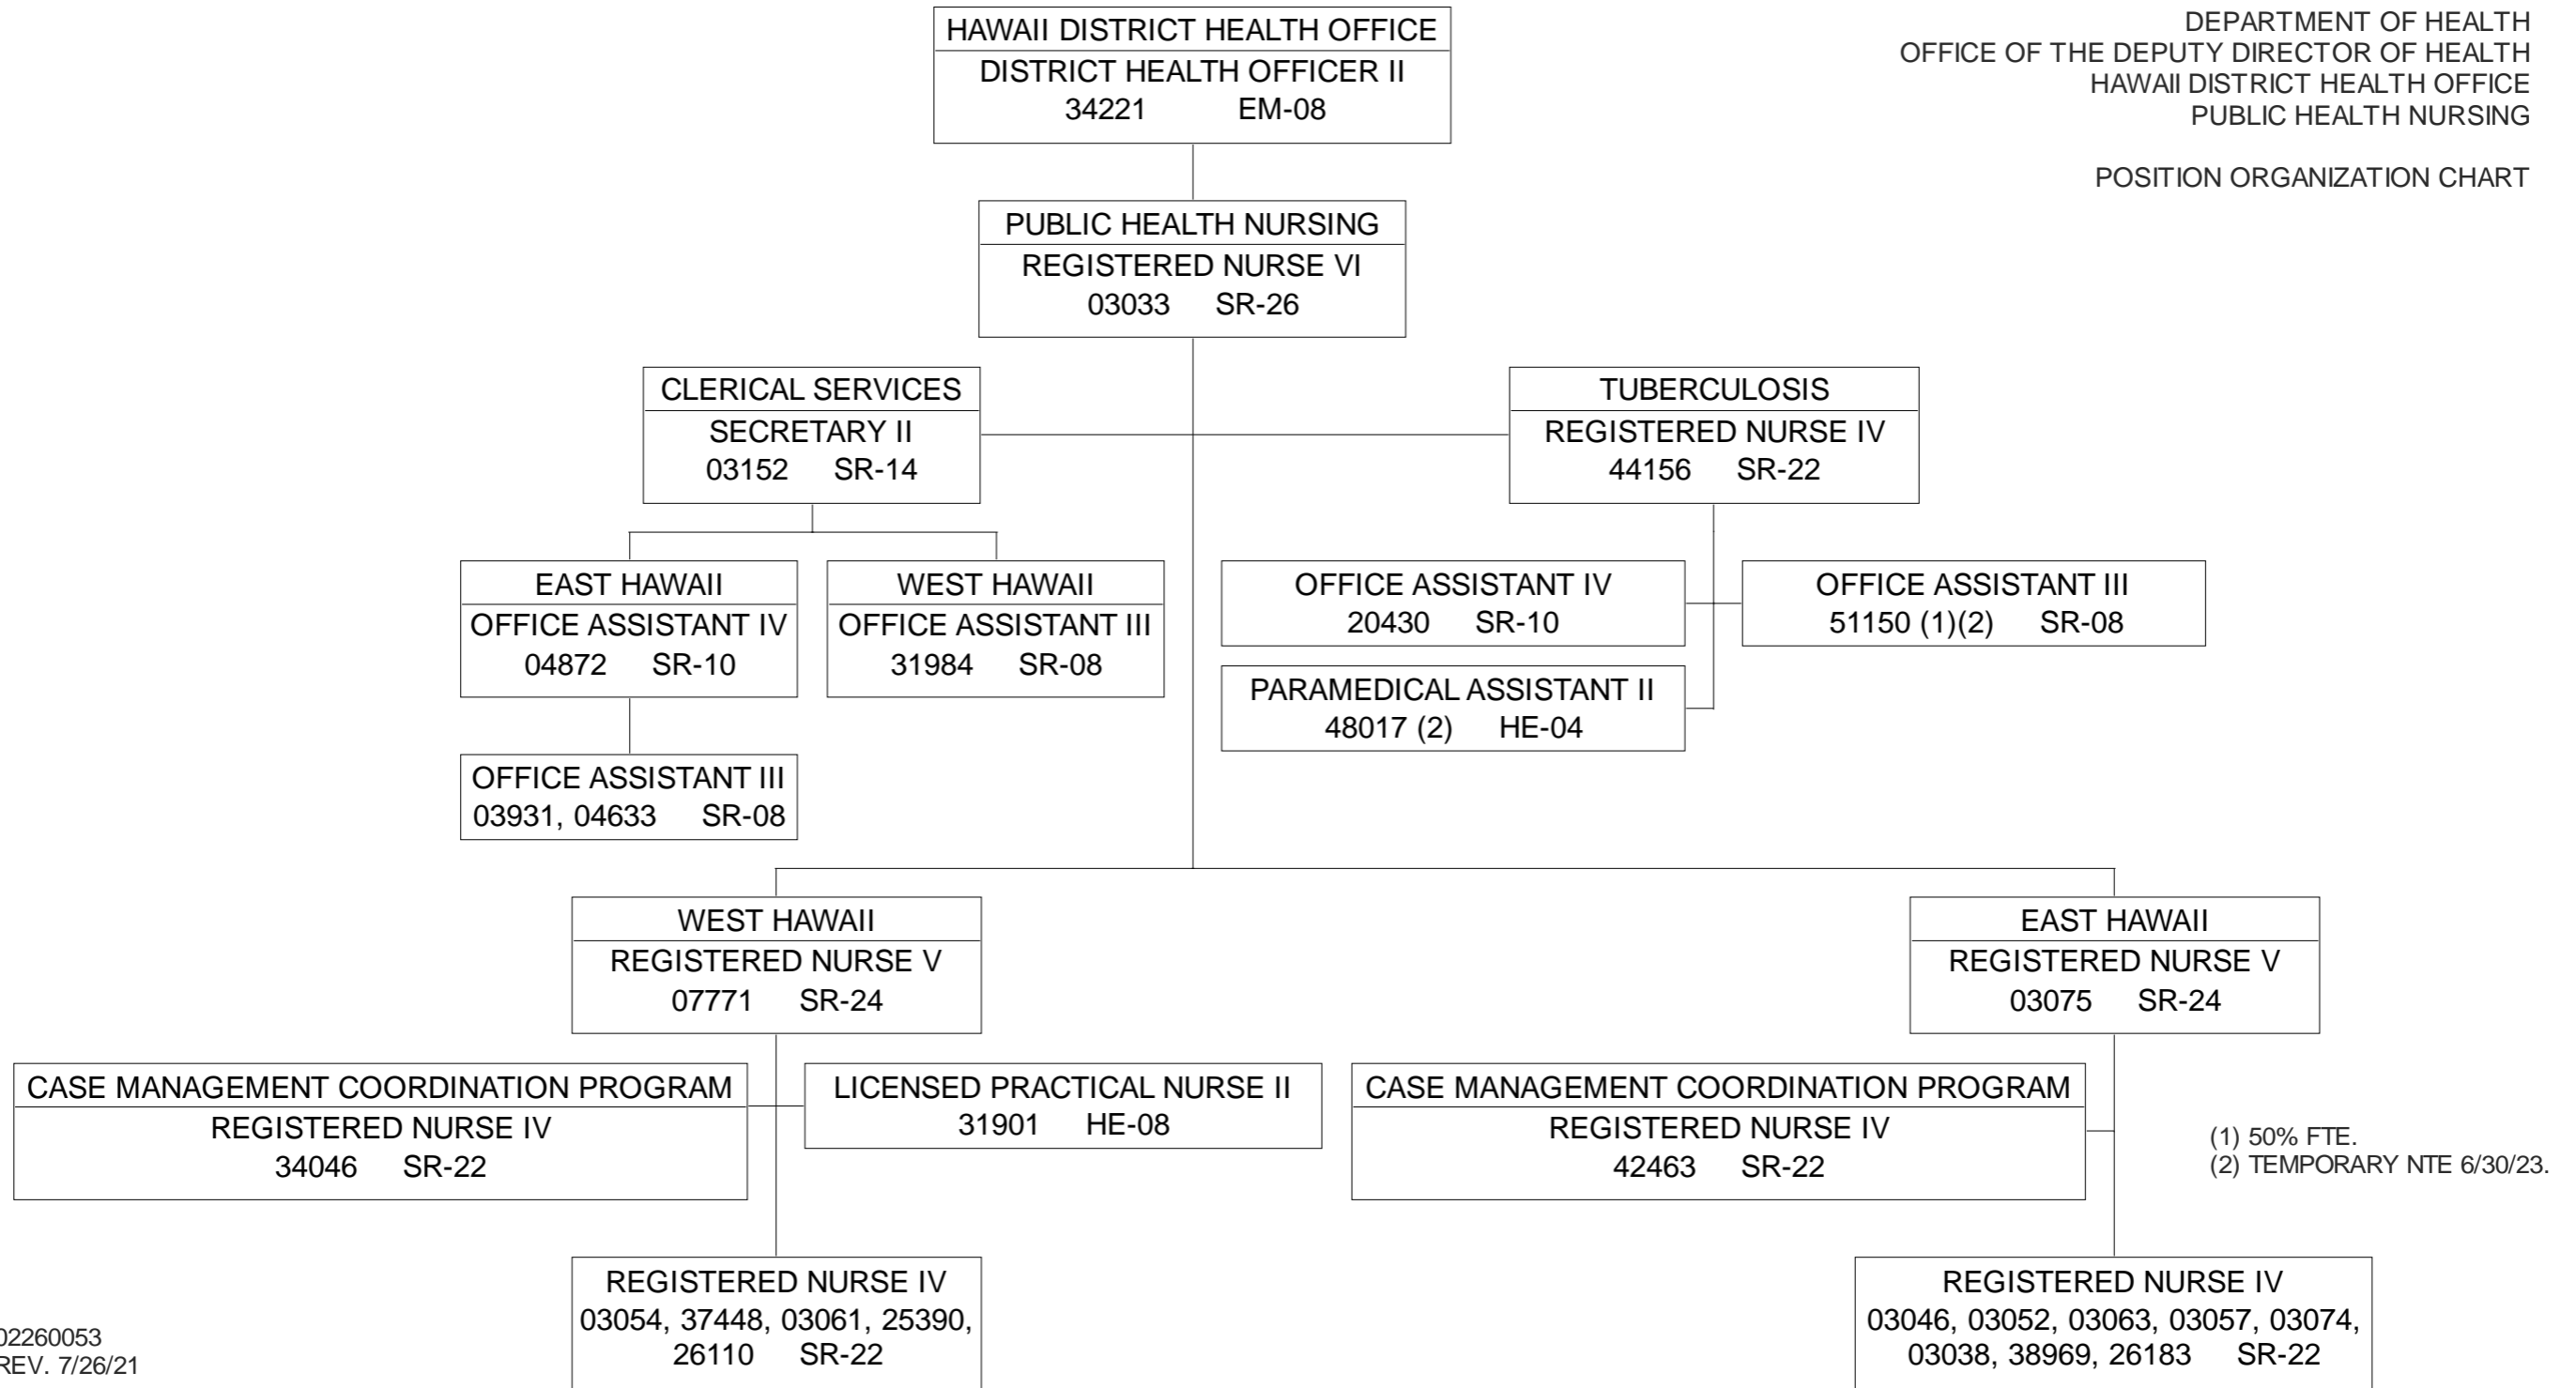 DEPARTMENT OF HEALTH
OFFICE OF THE DEPUTY DIRECTOR OF HEALTH
HAWAII DISTRICT HEALTH OFFICE
PUBLIC HEALTH NURSING
POSITION ORGANIZATION CHART
HAWAII DISTRICT HEALTH OFFICE
DISTRICT HEALTH OFFICER II
34221 EM-08
PUBLIC HEALTH NURSING
REGISTERED NURSE VI
03033 SR-26
CLERICAL SERVICES
SECRETARY II
03152 SR-14
TUBERCULOSIS
REGISTERED NURSE IV
44156 SR-22
EAST HAWAII
OFFICE ASSISTANT IV
04872 SR-10
WEST HAWAII
OFFICE ASSISTANT III
31984 SR-08
OFFICE ASSISTANT IV
20430 SR-10
OFFICE ASSISTANT III
51150 (1)(2) SR-08
PARAMEDICAL ASSISTANT II
48017 (2) HE-04
OFFICE ASSISTANT III
03931, 04633 SR-08
WEST HAWAII
REGISTERED NURSE V
07771 SR-24
EAST HAWAII
REGISTERED NURSE V
03075 SR-24
CASE MANAGEMENT COORDINATION PROGRAM
REGISTERED NURSE IV
34046 SR-22
LICENSED PRACTICAL NURSE II
31901 HE-08
CASE MANAGEMENT COORDINATION PROGRAM
REGISTERED NURSE IV
42463 SR-22
(1) 50% FTE.
(2) TEMPORARY NTE 6/30/23.
REGISTERED NURSE IV
03054, 37448, 03061, 25390,
26110 SR-22
REGISTERED NURSE IV
03046, 03052, 03063, 03057, 03074,
03038, 38969, 26183 SR-22
02260053
REV. 7/26/21